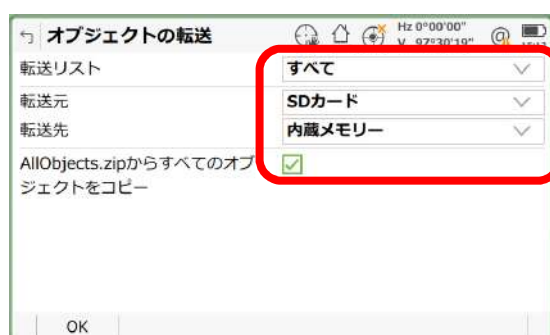 オブジェクトの転送
Hz 0°00'00"
V 97°30'19"
転送リスト
すべて
転送元
SDカード
転送先
内蔵メモリー
AllObjects.zipからすべてのオブ
ジェクトをコピー
OK